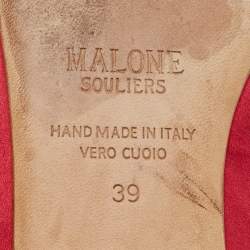 MALONE
SOULIERS
HAND MADE IN ITALY
VERO CUOIO
39